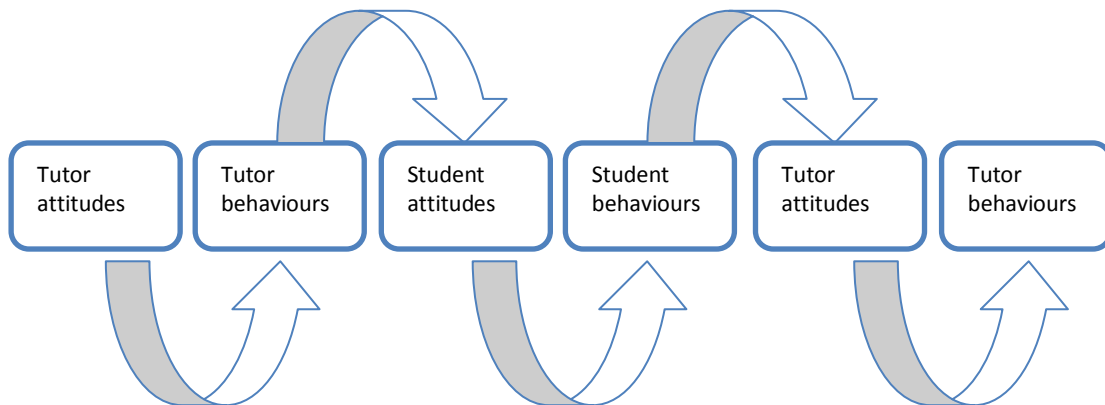 Tutor
attitudes
Tutor
behaviours
Student
attitudes
Student
behaviours
Tutor
attitudes
Tutor
behaviours